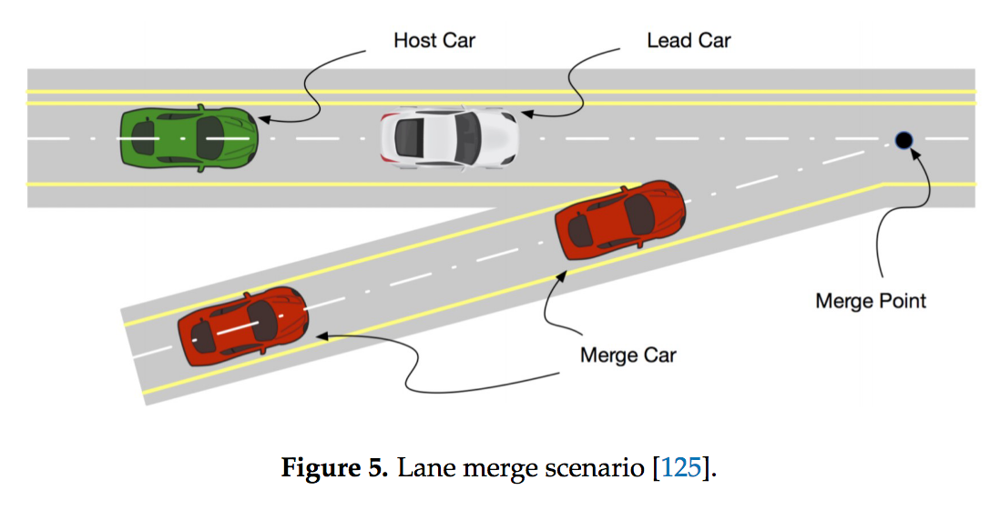 Host Car
Lead Car
Merge Point
Merge Car
Figure 5. Lane merge scenario [125].